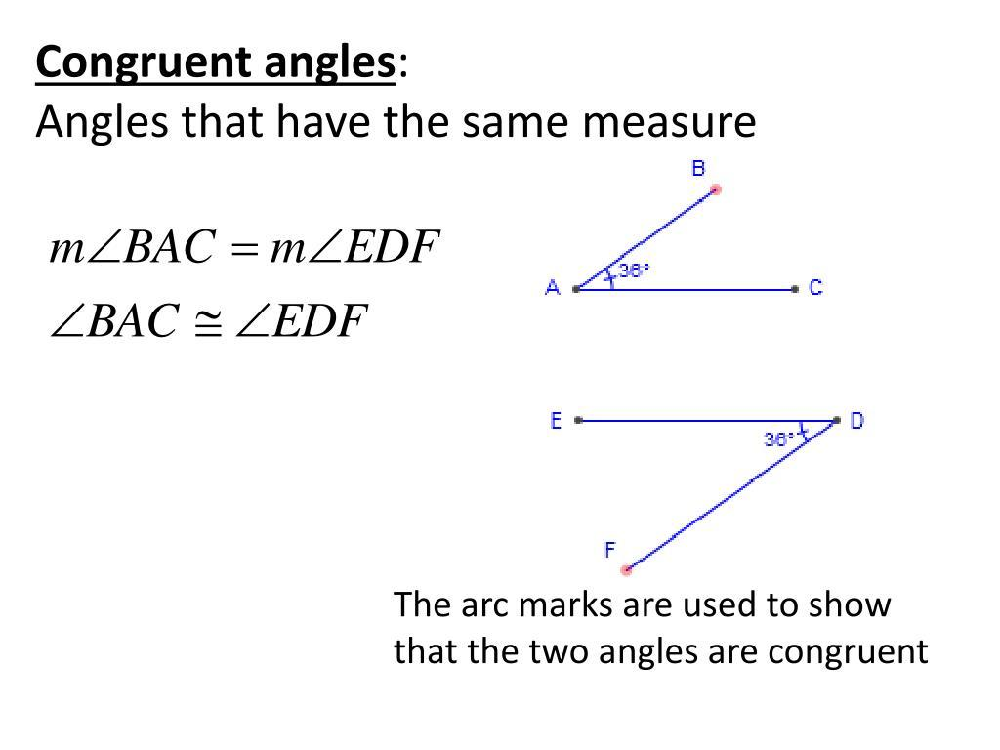 Congruent angles:
Angles that have the same measure
B
m∠BAC = m∠EDF
36°
A
C
∠BAC ≅ ∠EDF
E
D
36°
F
The arc marks are used to show
that the two angles are congruent